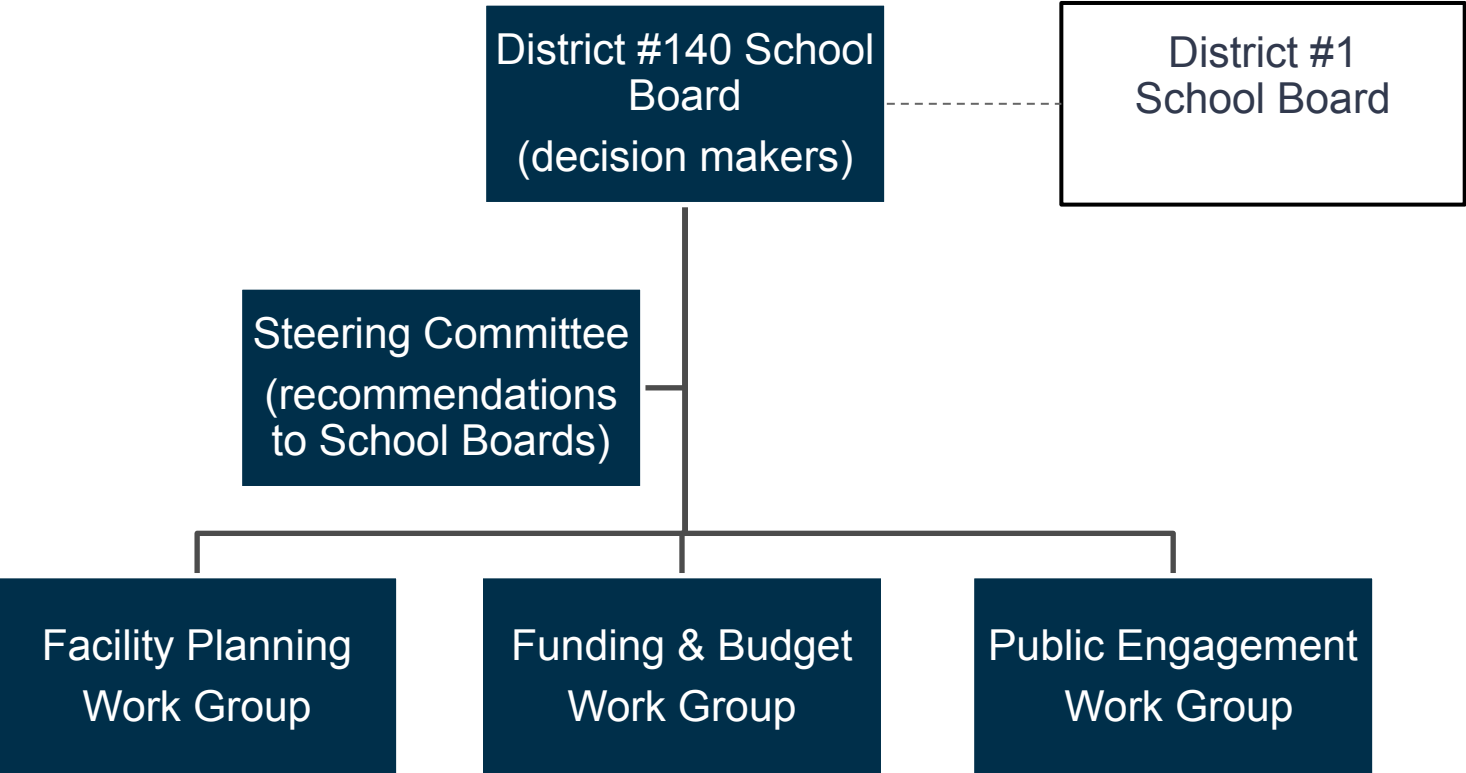 District #140 School
Board
(decision makers)
District #1
School Board
Steering Committee
(recommendations
to School Boards)
Facility Planning
Work Group
Funding & Budget
Work Group
Public Engagement
Work Group